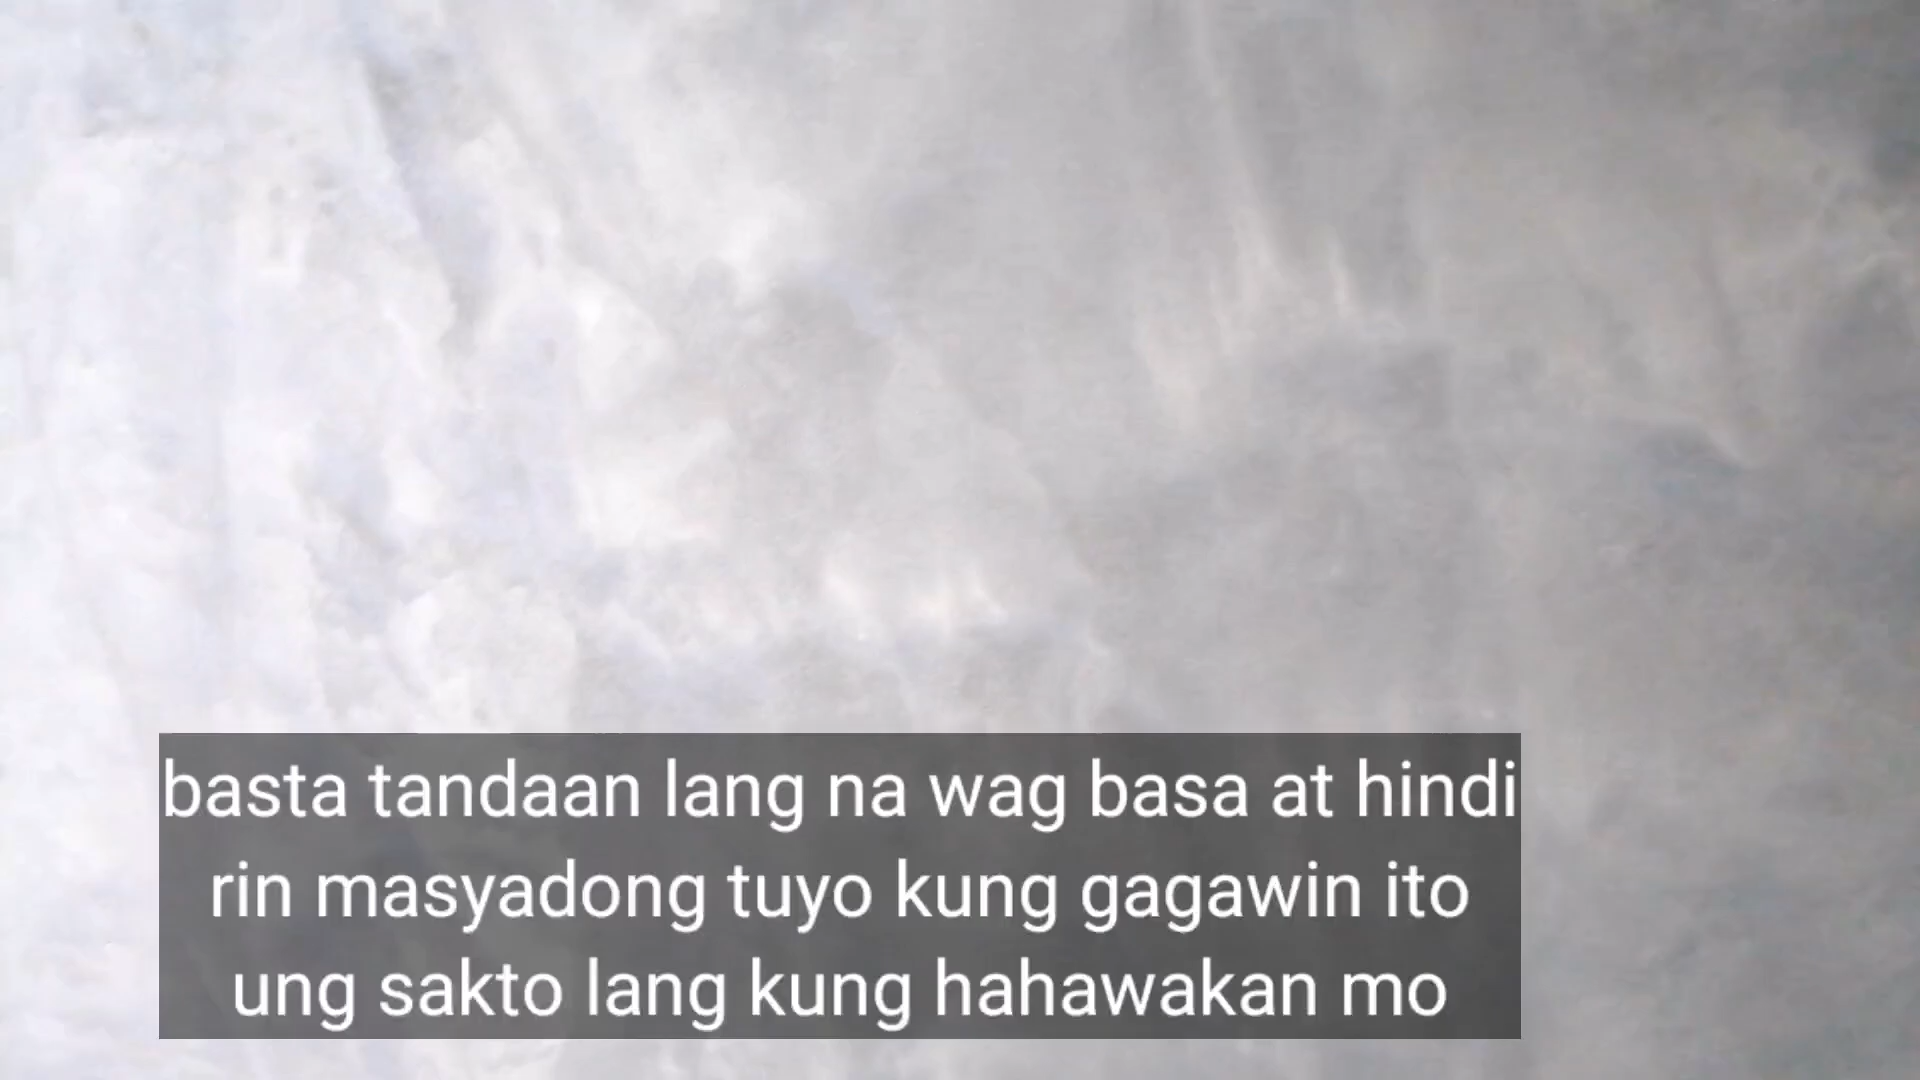 basta tandaan lang na wag basa at hindi
rin masyadong tuyo kung gagawin ito
ung sakto lang kung hahawakan mo